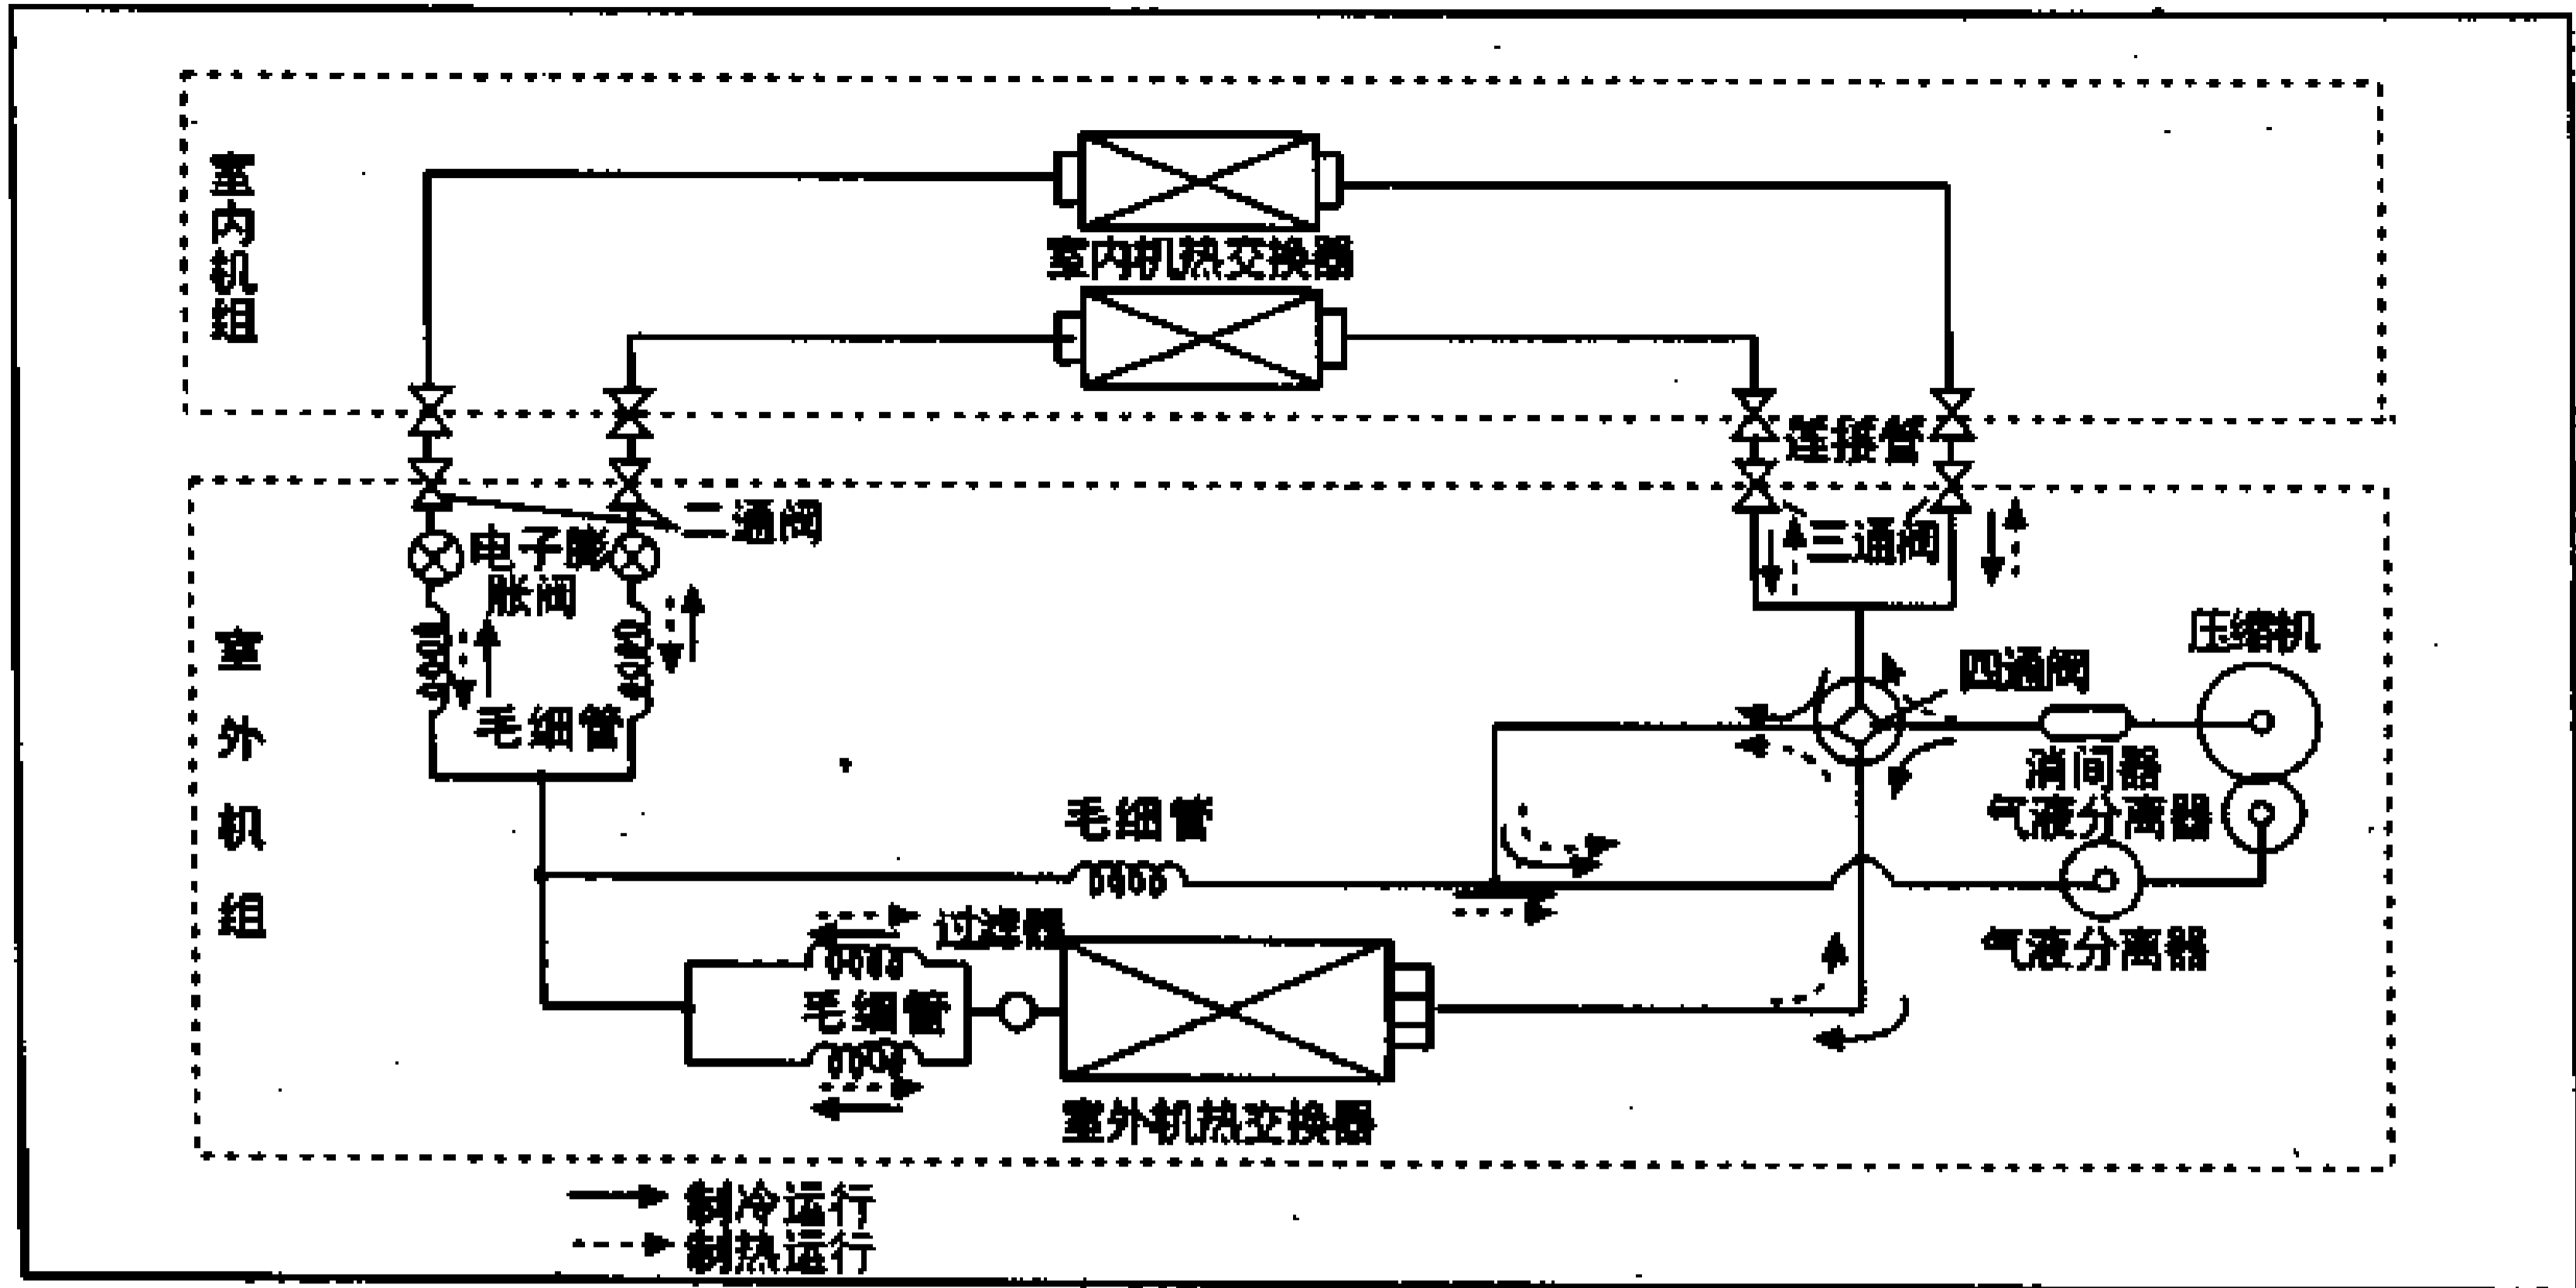 室内机组
室内机热交换器
连接管
二通阀
三通阀
电子膨
胀阀
毛细管
室外机组
压缩机
四通阀
消间器
气液分离器
毛细管
过滤器
气液分离器
毛细管
室外机热交换器
制冷运行
制热运行